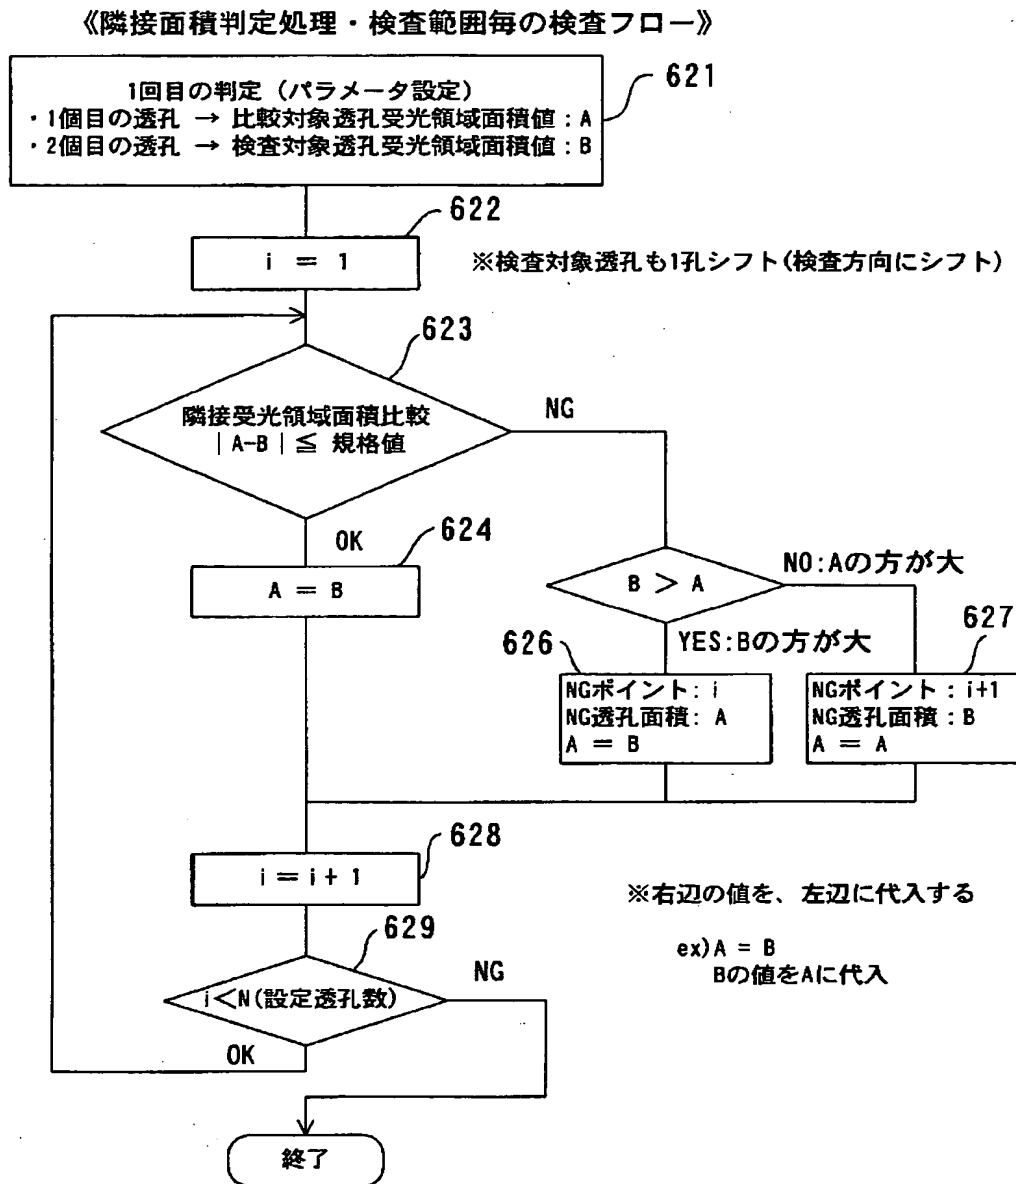 《隣接面積判定処理・検査範囲毎の検査フロー》
621
1回目の判定（パラメータ設定）
・1個目の透孔 → 比較対象透孔受光領域面積値：A
・2個目の透孔 → 検査対象透孔受光領域面積値：B
622
i = 1
※検査対象透孔も1孔シフト(検査方向にシフト)
623
隣接受光領域面積比較
｜A-B｜≦ 規格値
NG
OK
624
A = B
B ＞ A
NO:Aの方が大
YES:Bの方が大
626
627
NGポイント: i
NG透孔面積: A
A = B
NGポイント：i+1
NG透孔面積：B
A = A
628
i = i + 1
※右辺の値を、左辺に代入する
ex)A = B
Bの値をAに代入
629
i＜N(設定透孔数)
NG
OK
終了